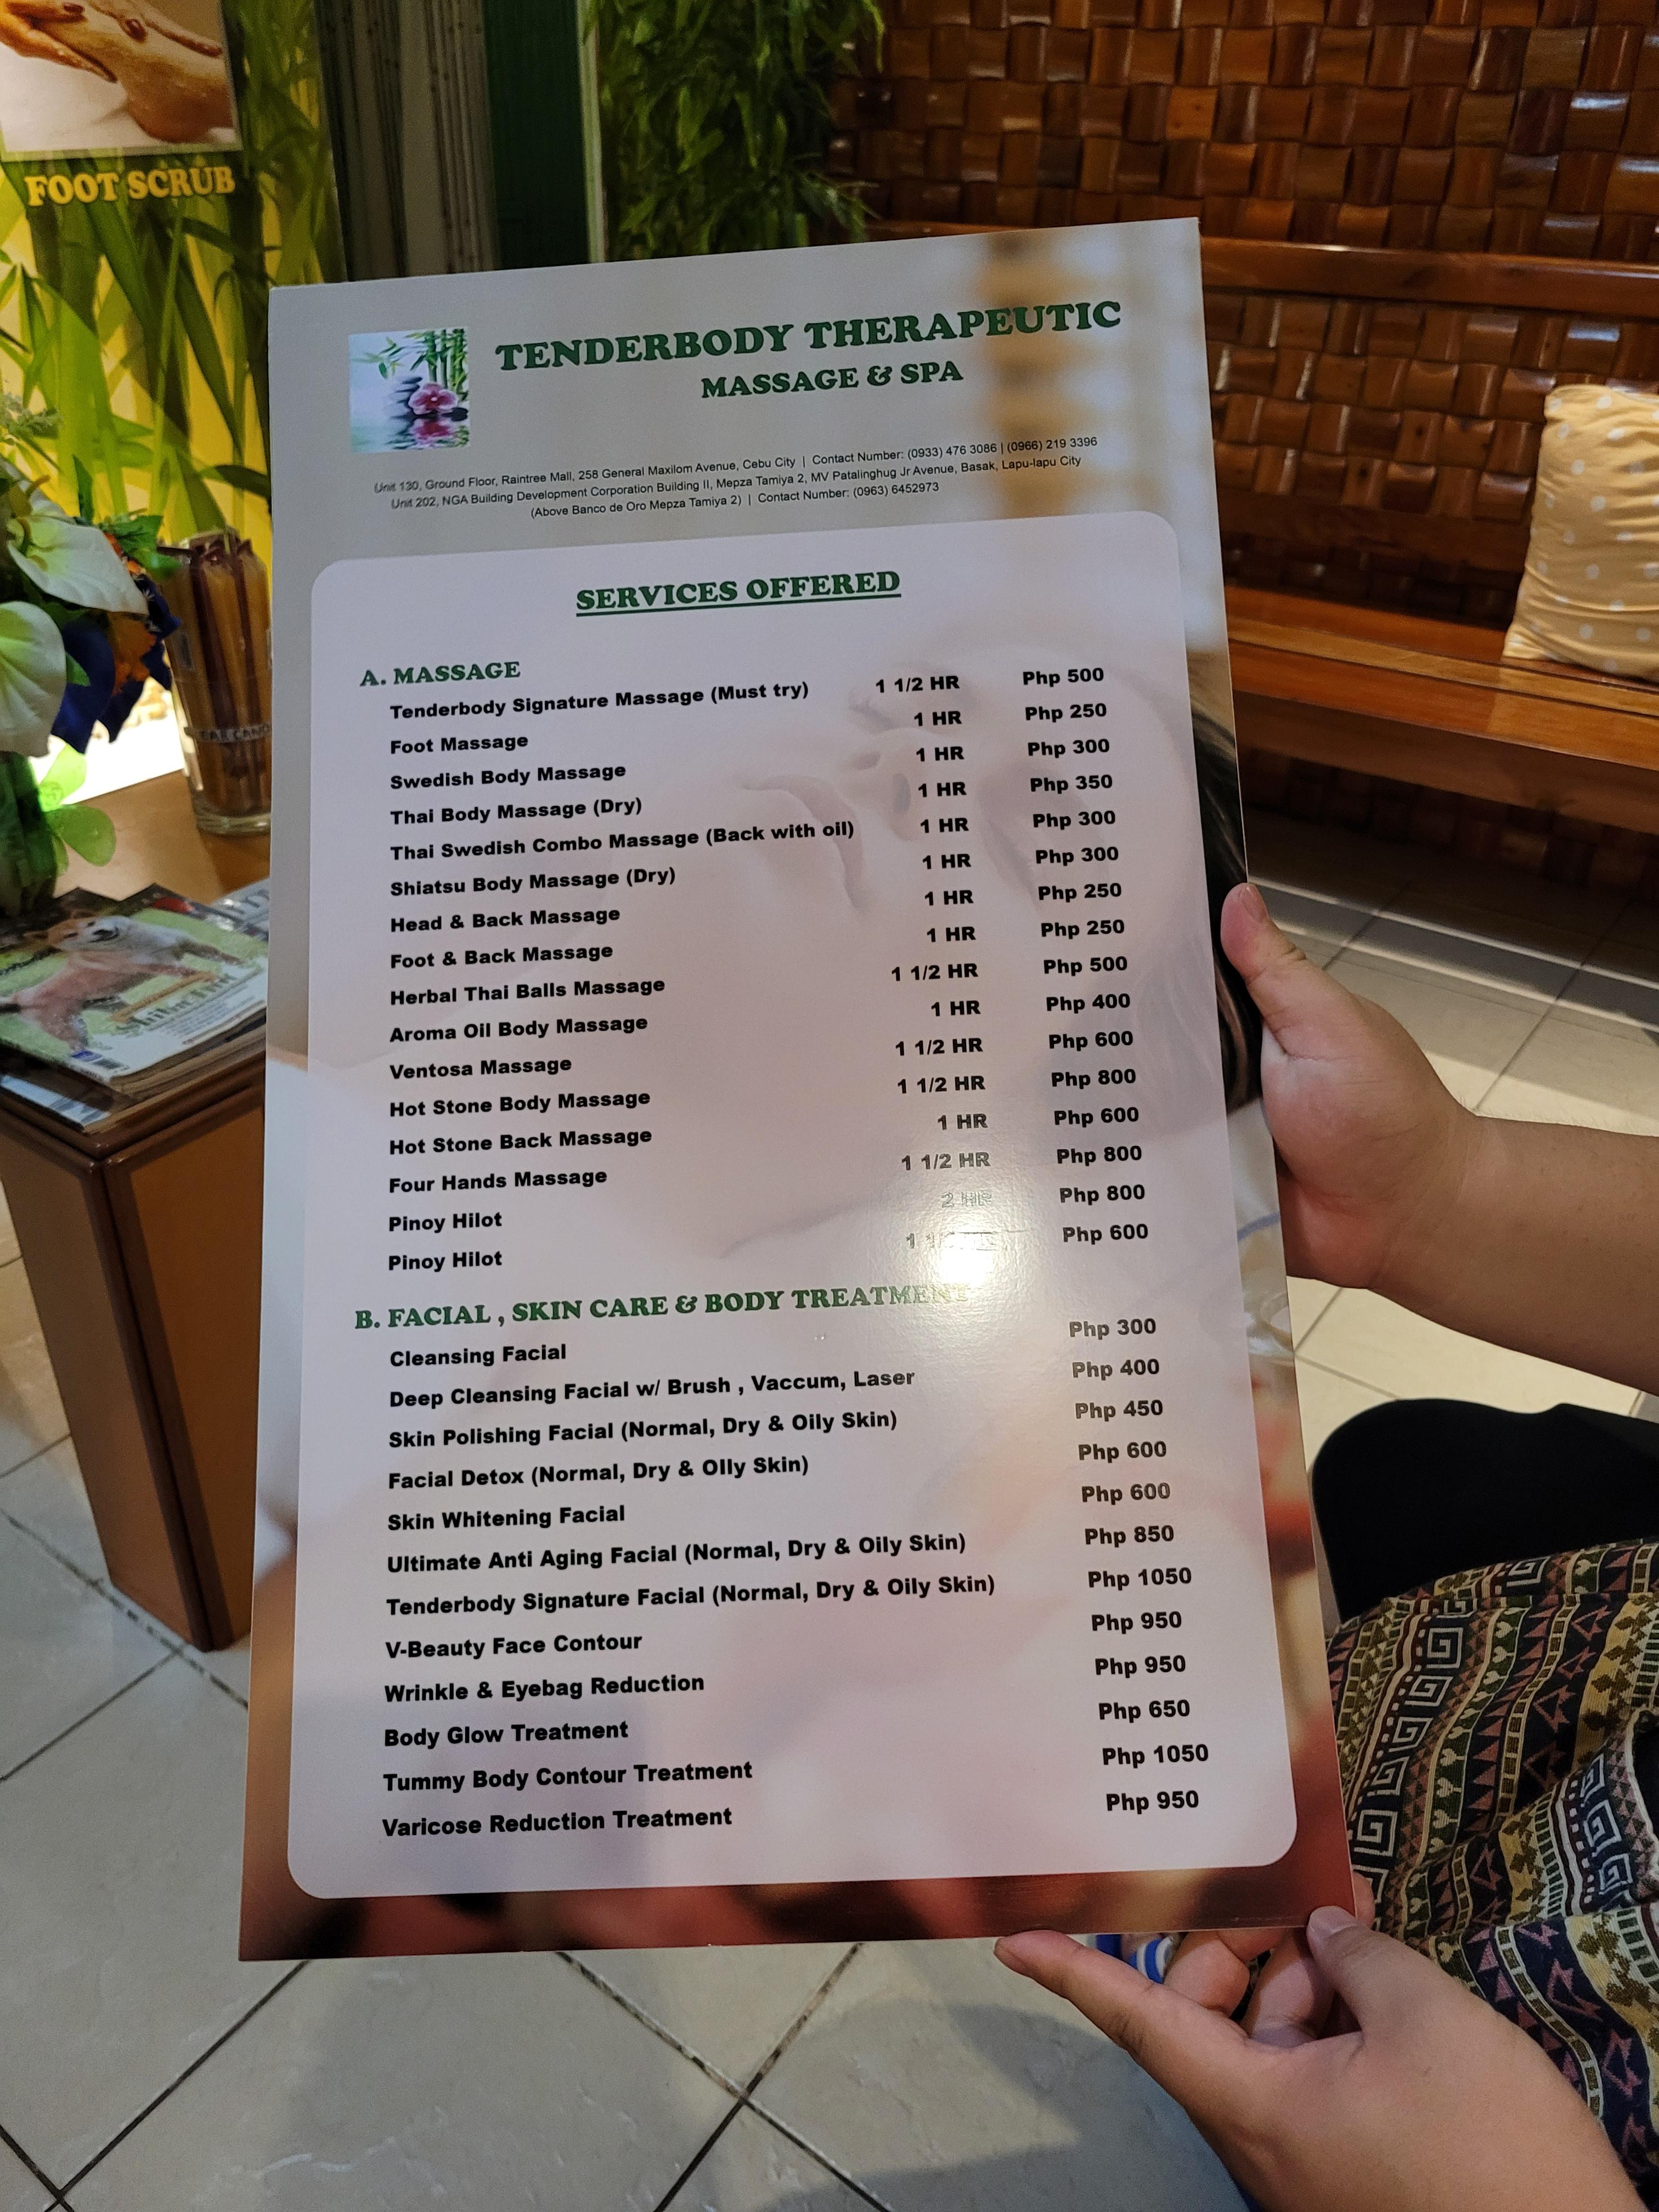 FOOT SCRUB
TENDERBODY THERAPEUTIC
MASSAGE & SPA
Unit 130, Ground Floor, Raintree Mall, 258 General Maxilom Avenue, Cebu City | Contact Number: (0933) 476 3086 | (0966) 219 3396
Unit 202, NGA Building Development Corporation Building II, Mepza Tamiya 2, MV Patalinghug Jr Avenue, Basak, Lapu-lapu City
(Above Banco de Oro Mepza Tamiya 2) | Contact Number: (0963) 6452973
SERVICES OFFERED
A. MASSAGE
Tenderbody Signature Massage (Must try) 1 1/2 HR Php 500
Foot Massage 1 HR Php 250
Swedish Body Massage 1 HR Php 300
Thai Body Massage (Dry) 1 HR Php 350
Thai Swedish Combo Massage (Back with oil) 1 HR Php 300
Shiatsu Body Massage (Dry) 1 HR Php 300
Head & Back Massage 1 HR Php 250
Foot & Back Massage 1 HR Php 250
Herbal Thai Balls Massage 1 1/2 HR Php 500
Aroma Oil Body Massage 1 HR Php 400
Ventosa Massage 1 1/2 HR Php 600
Hot Stone Body Massage 1 1/2 HR Php 800
Hot Stone Back Massage 1 HR Php 600
Four Hands Massage 1 1/2 HR Php 800
Pinoy Hilot 2 HR Php 800
Pinoy Hilot 1 Php 600
B. FACIAL , SKIN CARE & BODY TREATMENT
Cleansing Facial Php 300
Deep Cleansing Facial w/ Brush , Vaccum, Laser Php 400
Skin Polishing Facial (Normal, Dry & Oily Skin) Php 450
Facial Detox (Normal, Dry & OIly Skin) Php 600
Skin Whitening Facial Php 600
Ultimate Anti Aging Facial (Normal, Dry & Oily Skin) Php 850
Tenderbody Signature Facial (Normal, Dry & Oily Skin) Php 1050
V-Beauty Face Contour Php 950
Wrinkle & Eyebag Reduction Php 950
Body Glow Treatment Php 650
Tummy Body Contour Treatment Php 1050
Varicose Reduction Treatment Php 950